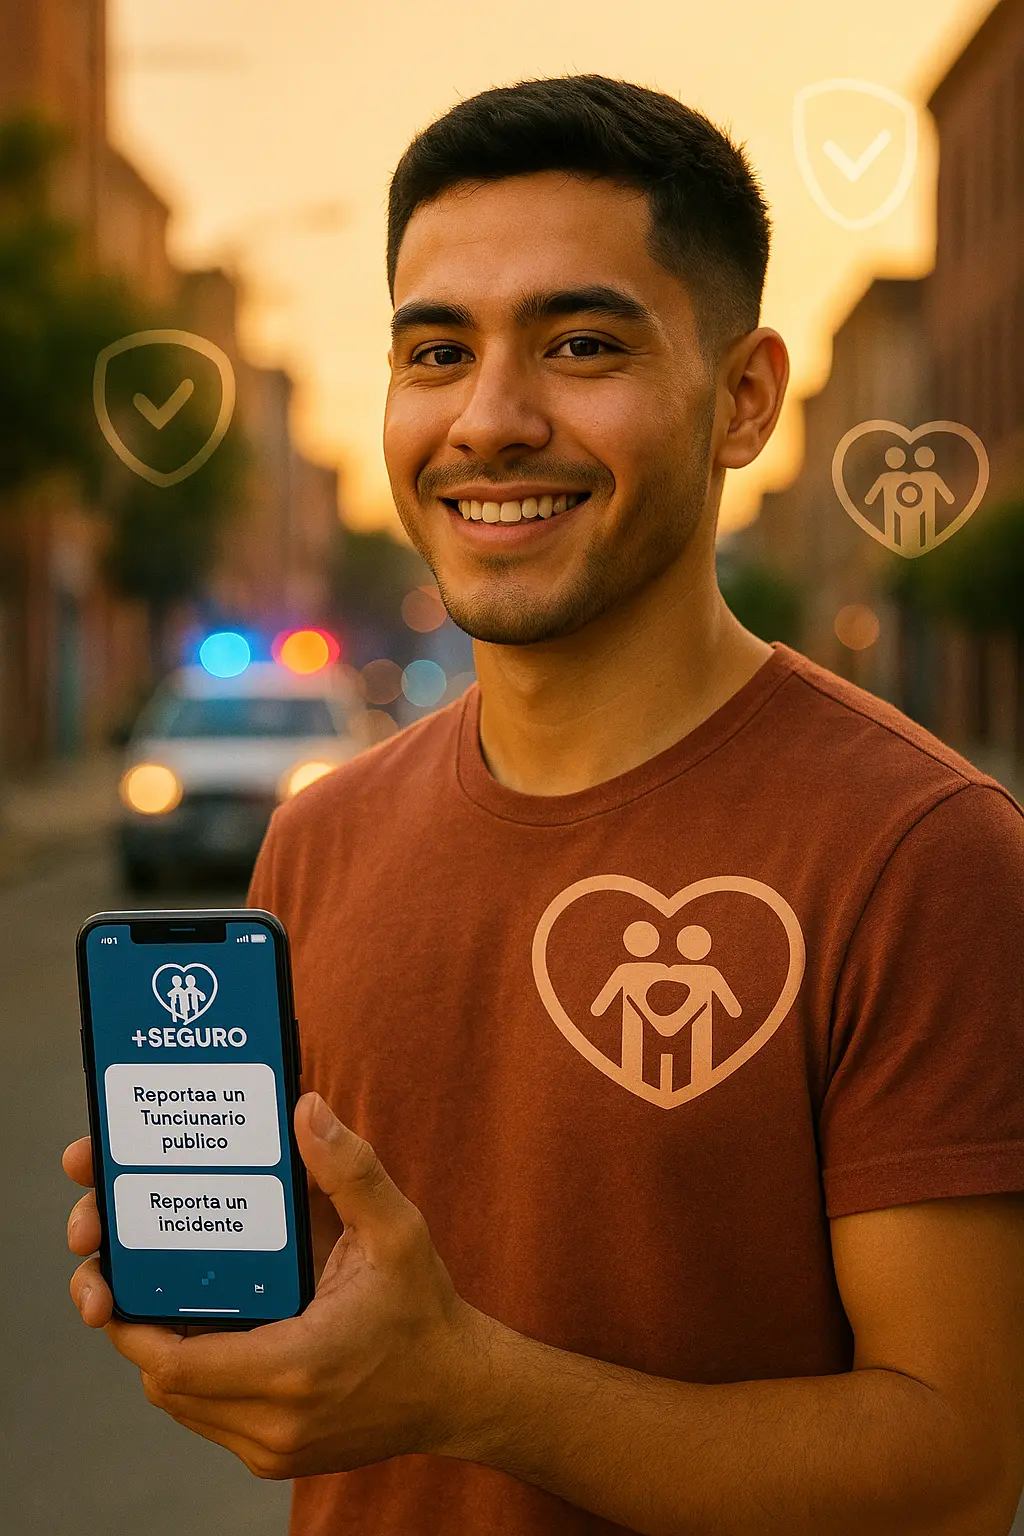 +SEGURO
Reportaa un
Tunciunario
publico
Reporta un
incidente